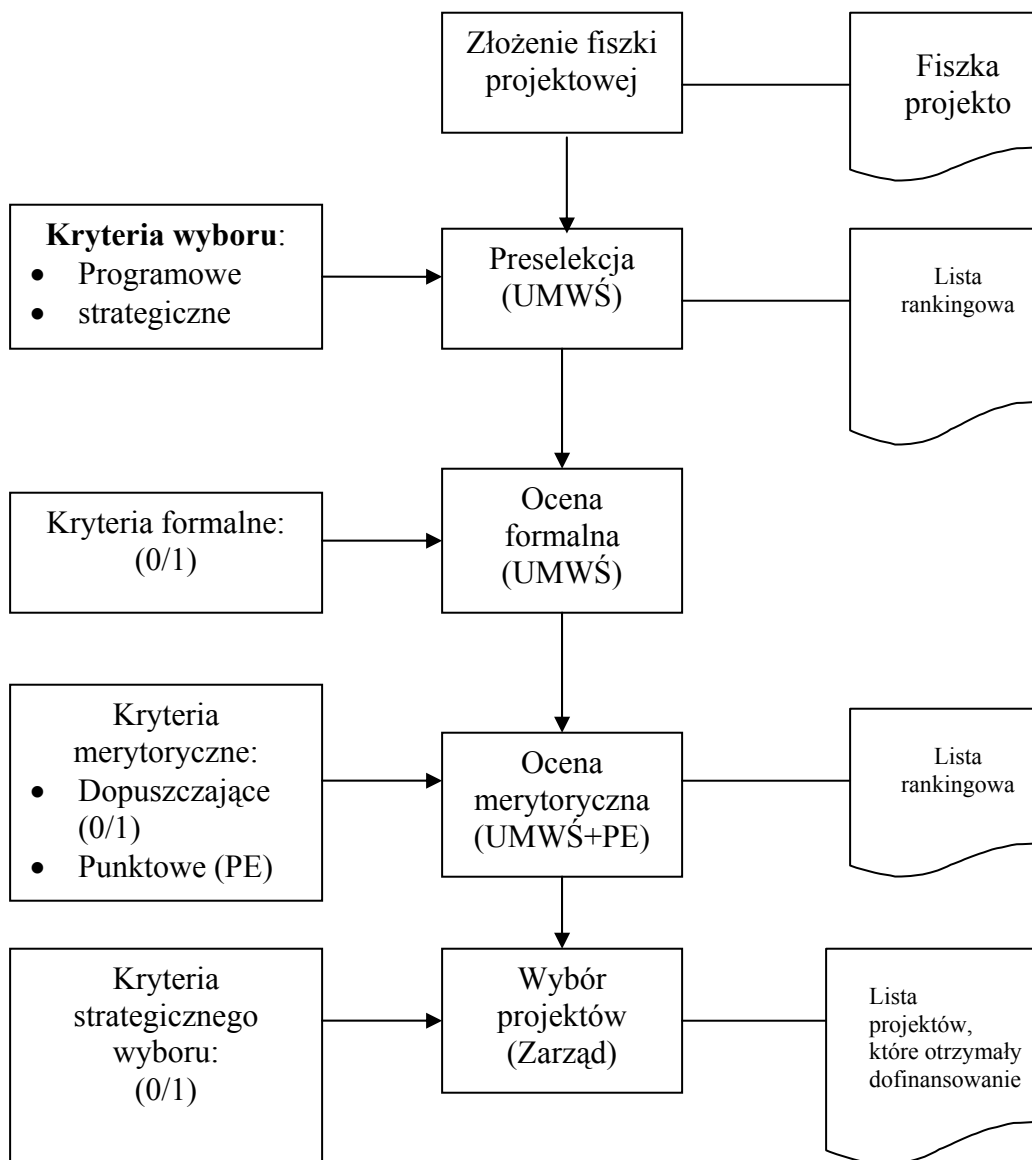 Złożenie fiszki
projektowej
Fiszka
projekto
Kryteria wyboru:
• Programowe
• strategiczne
Preselekcja
(UMWŚ)
Lista
rankingowa
Kryteria formalne:
(0/1)
Ocena
formalna
(UMWŚ)
Kryteria
merytoryczne:
• Dopuszczające
(0/1)
• Punktowe (PE)
Ocena
merytoryczna
(UMWŚ+PE)
Lista
rankingowa
Kryteria
strategicznego
wyboru:
(0/1)
Wybór
projektów
(Zarząd)
Lista
projektów,
które otrzymały
dofinansowanie